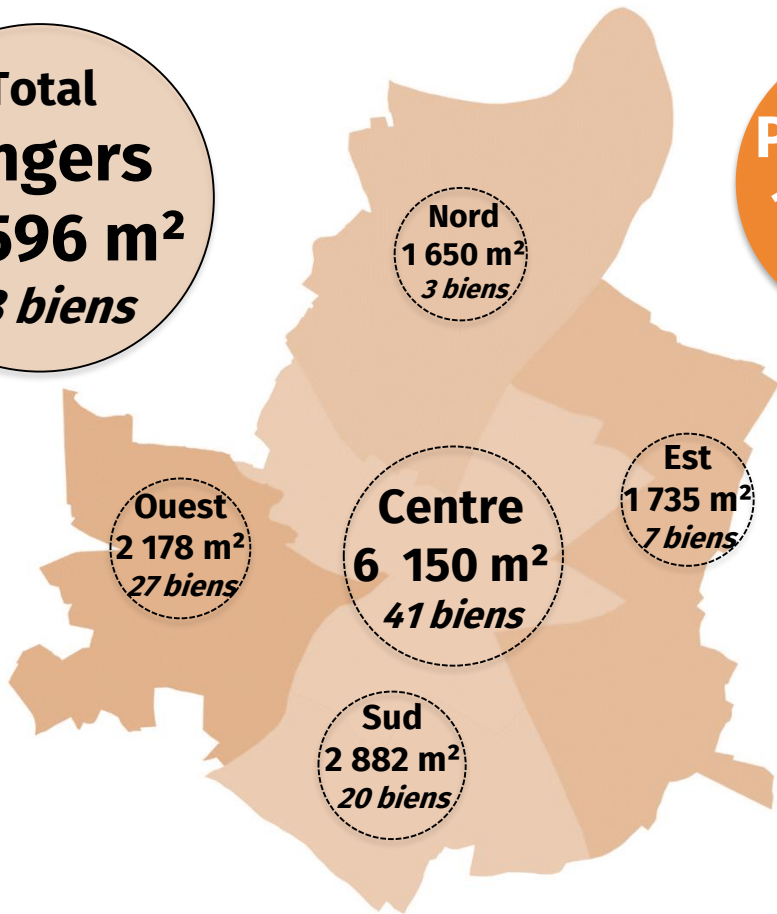 Total
ngers
596 m²
biens
P
Nord
1 650 m²
3 biens
Est
1 735 m²
7 biens
Ouest
2 178 m²
27 biens
Centre
6 150 m²
41 biens
Sud
2 882 m²
20 biens